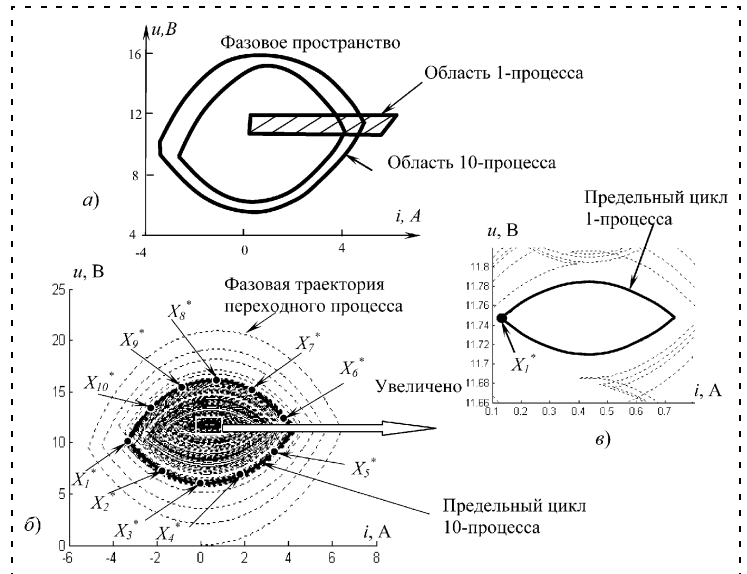 u,В
Фазовое пространство
16
Область 1-процесса
12
Область 10-процесса
8
а)
i, А
4
-4
0
4
Предельный цикл
1-процесса
u, В
11.8
11.78
11.76
11.74
11.72
11.7
11.68
11.66
X₁*
0.1
0.2
0.3
0.4
0.5
0.6
0.7
i, А
в)
u, В
Фазовая траектория
переходного процесса
25
20
15
10
5
0
X₈*
X₉*
X₇*
X₁₀*
X₆*
Увеличено
X₁*
X₅*
X₂*
X₃*
X₄*
Предельный цикл
10-процесса
б)
i, А
-6
-4
-2
0
2
4
6
8